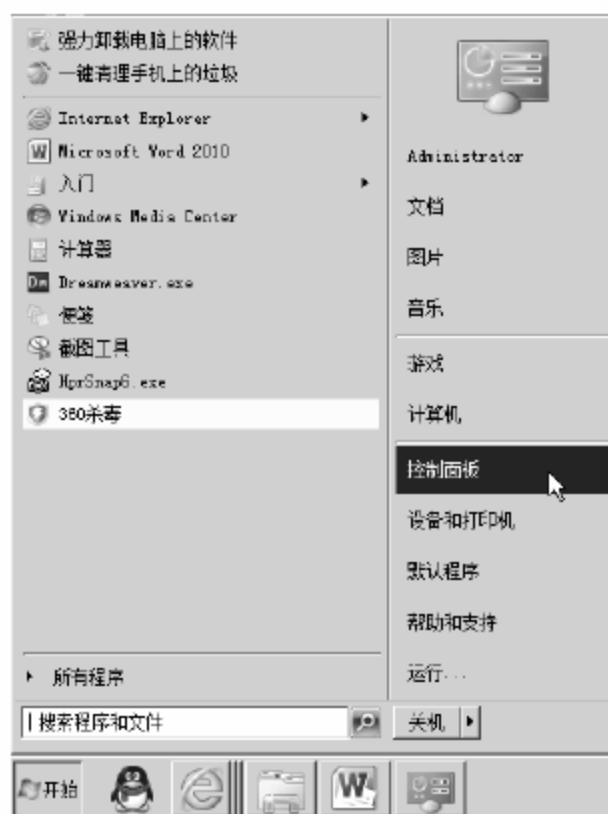 强力卸载电脑上的软件
一键清理手机上的垃圾
Internet Explorer
Microsoft Word 2010
入门
Windows Media Center
计算器
Dreamweaver.exe
便笺
截图工具
HprSnap6.exe
360杀毒
所有程序
搜索程序和文件
Administrator
文档
图片
音乐
游戏
计算机
控制面板
设备和打印机
默认程序
帮助和支持
运行...
关机
开始